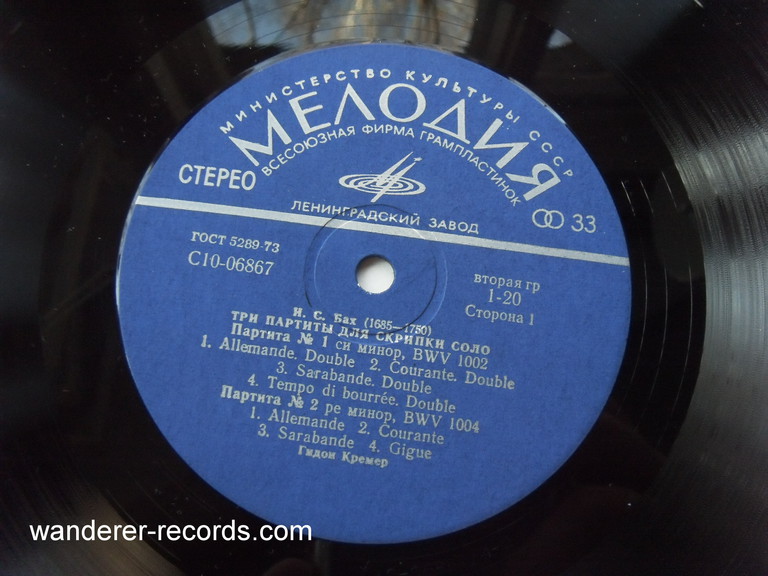 МИНИСТЕРСТВО КУЛЬТУРЫ СССР
МЕЛОДИЯ
ВСЕСОЮЗНАЯ ФИРМА ГРАМПЛАСТИНОК
СТЕРЕО
33
ЛЕНИНГРАДСКИЙ ЗАВОД
ГОСТ 5289-73
С10-06867
вторая гр
1-20
Сторона 1
И. С. Бах (1685—1750)
ТРИ ПАРТИТЫ ДЛЯ СКРИПКИ СОЛО
Партита № 1 си минор, BWV 1002
1. Allemande. Double 2. Courante. Double
3. Sarabande. Double
4. Tempo di bourrée. Double
Партита № 2 ре минор, BWV 1004
1. Allemande 2. Courante
3. Sarabande 4. Gigue
Гидон Кремер
wanderer-records.com